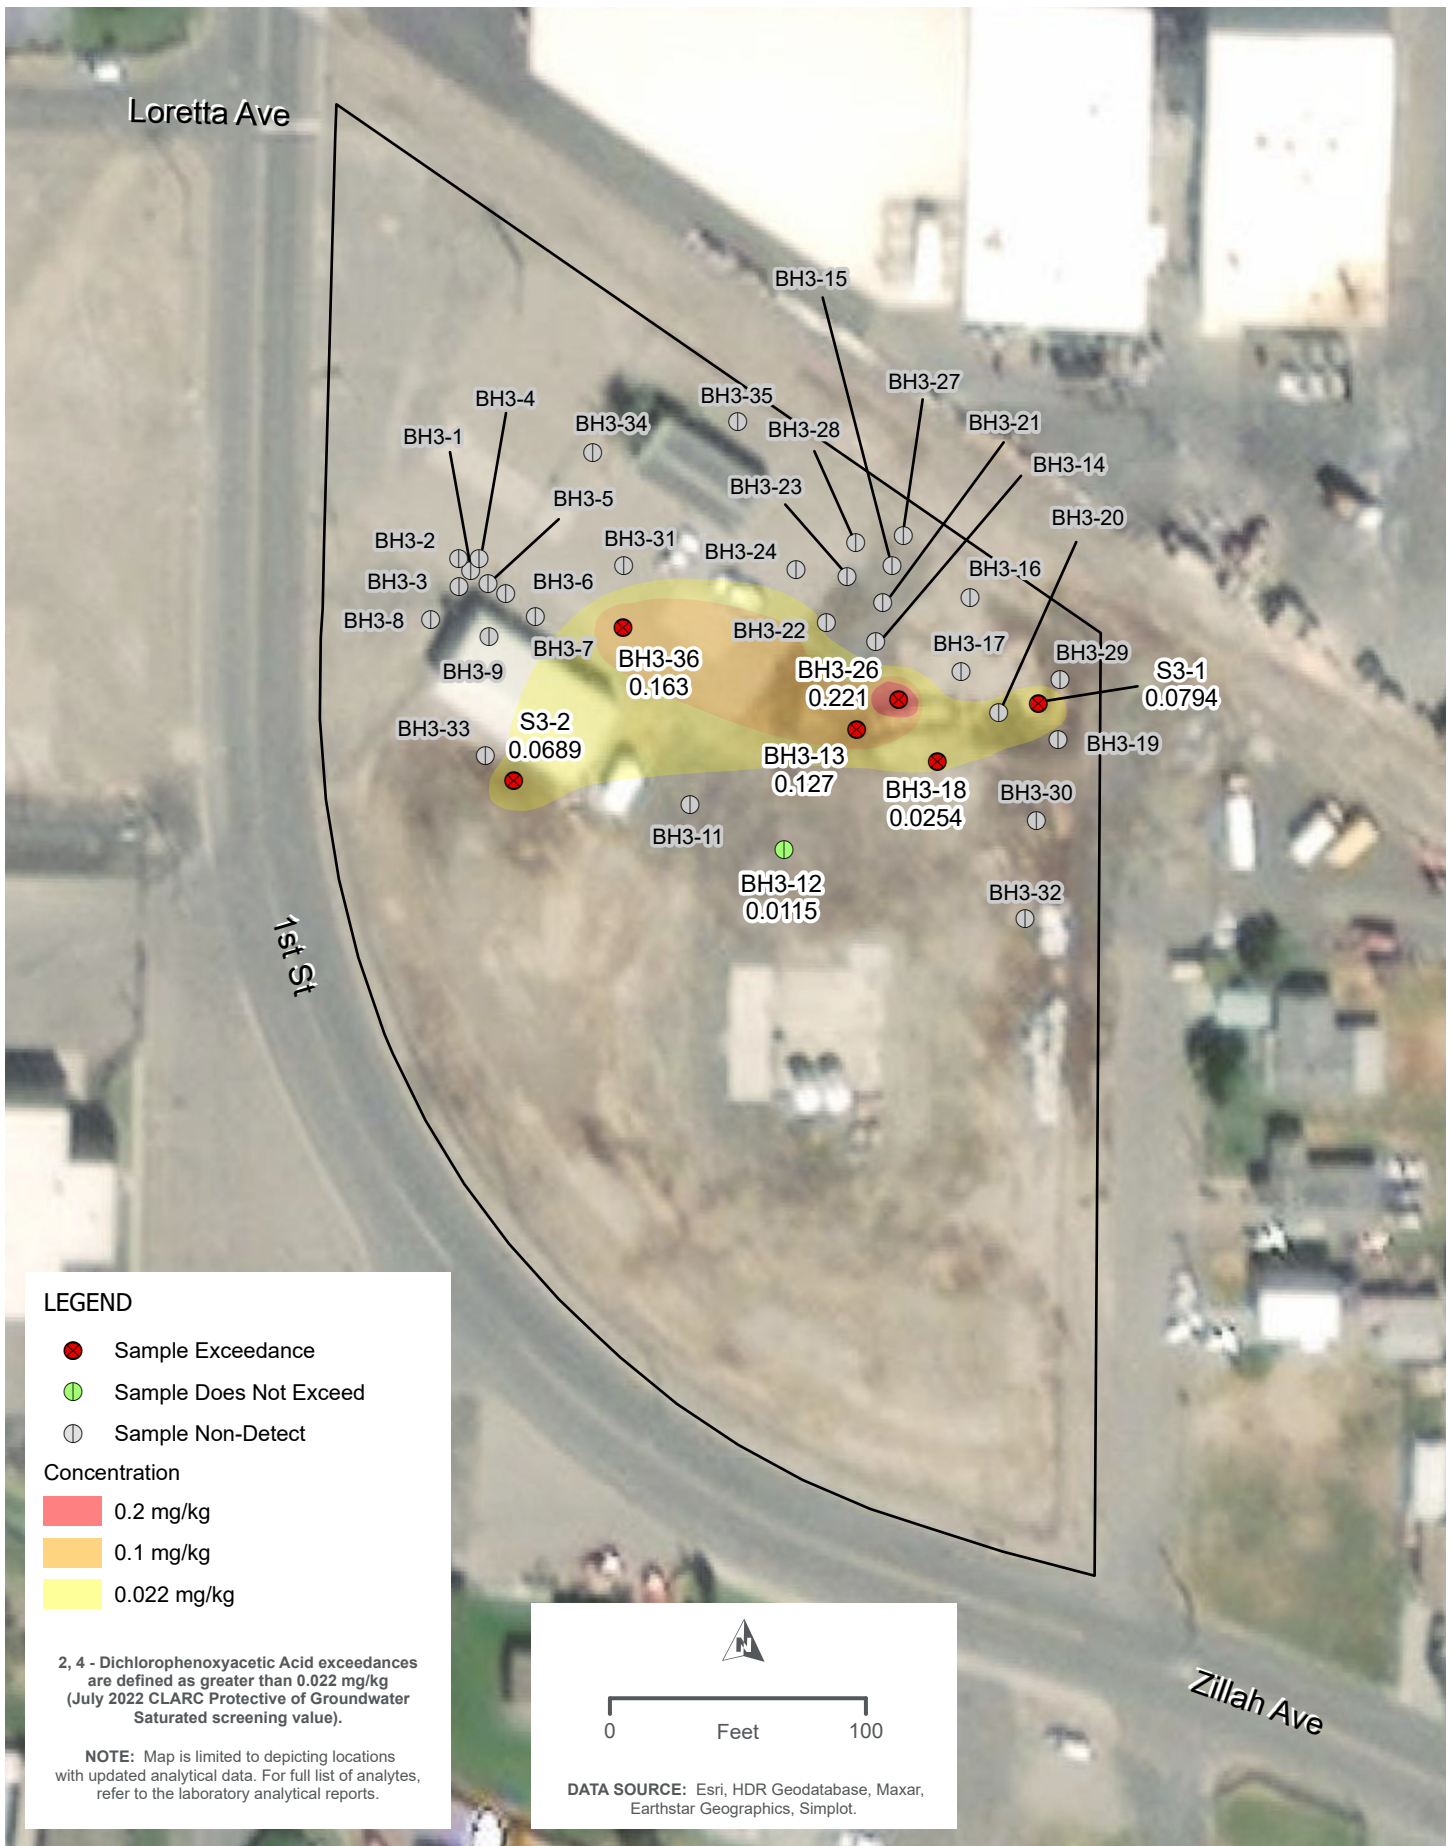 Loretta Ave
BH3-15
BH3-27
BH3-35
BH3-4
BH3-34
BH3-28
BH3-21
BH3-1
BH3-14
BH3-23
BH3-5
BH3-20
BH3-2
BH3-31
BH3-24
BH3-16
BH3-3
BH3-6
BH3-8
BH3-22
BH3-7
BH3-17
BH3-29
BH3-9
BH3-36
0.163
BH3-26
0.221
S3-1
0.0794
BH3-33
S3-2
0.0689
BH3-19
BH3-13
0.127
BH3-18
0.0254
BH3-30
BH3-11
BH3-12
0.0115
BH3-32
1st St
LEGEND
Sample Exceedance
Sample Does Not Exceed
Sample Non-Detect
Concentration
0.2 mg/kg
0.1 mg/kg
0.022 mg/kg
2, 4 - Dichlorophenoxyacetic Acid exceedances
are defined as greater than 0.022 mg/kg
(July 2022 CLARC Protective of Groundwater
Saturated screening value).
NOTE: Map is limited to depicting locations
with updated analytical data. For full list of analytes,
refer to the laboratory analytical reports.
N
0 Feet 100
DATA SOURCE: Esri, HDR Geodatabase, Maxar,
Earthstar Geographics, Simplot.
Zillah Ave